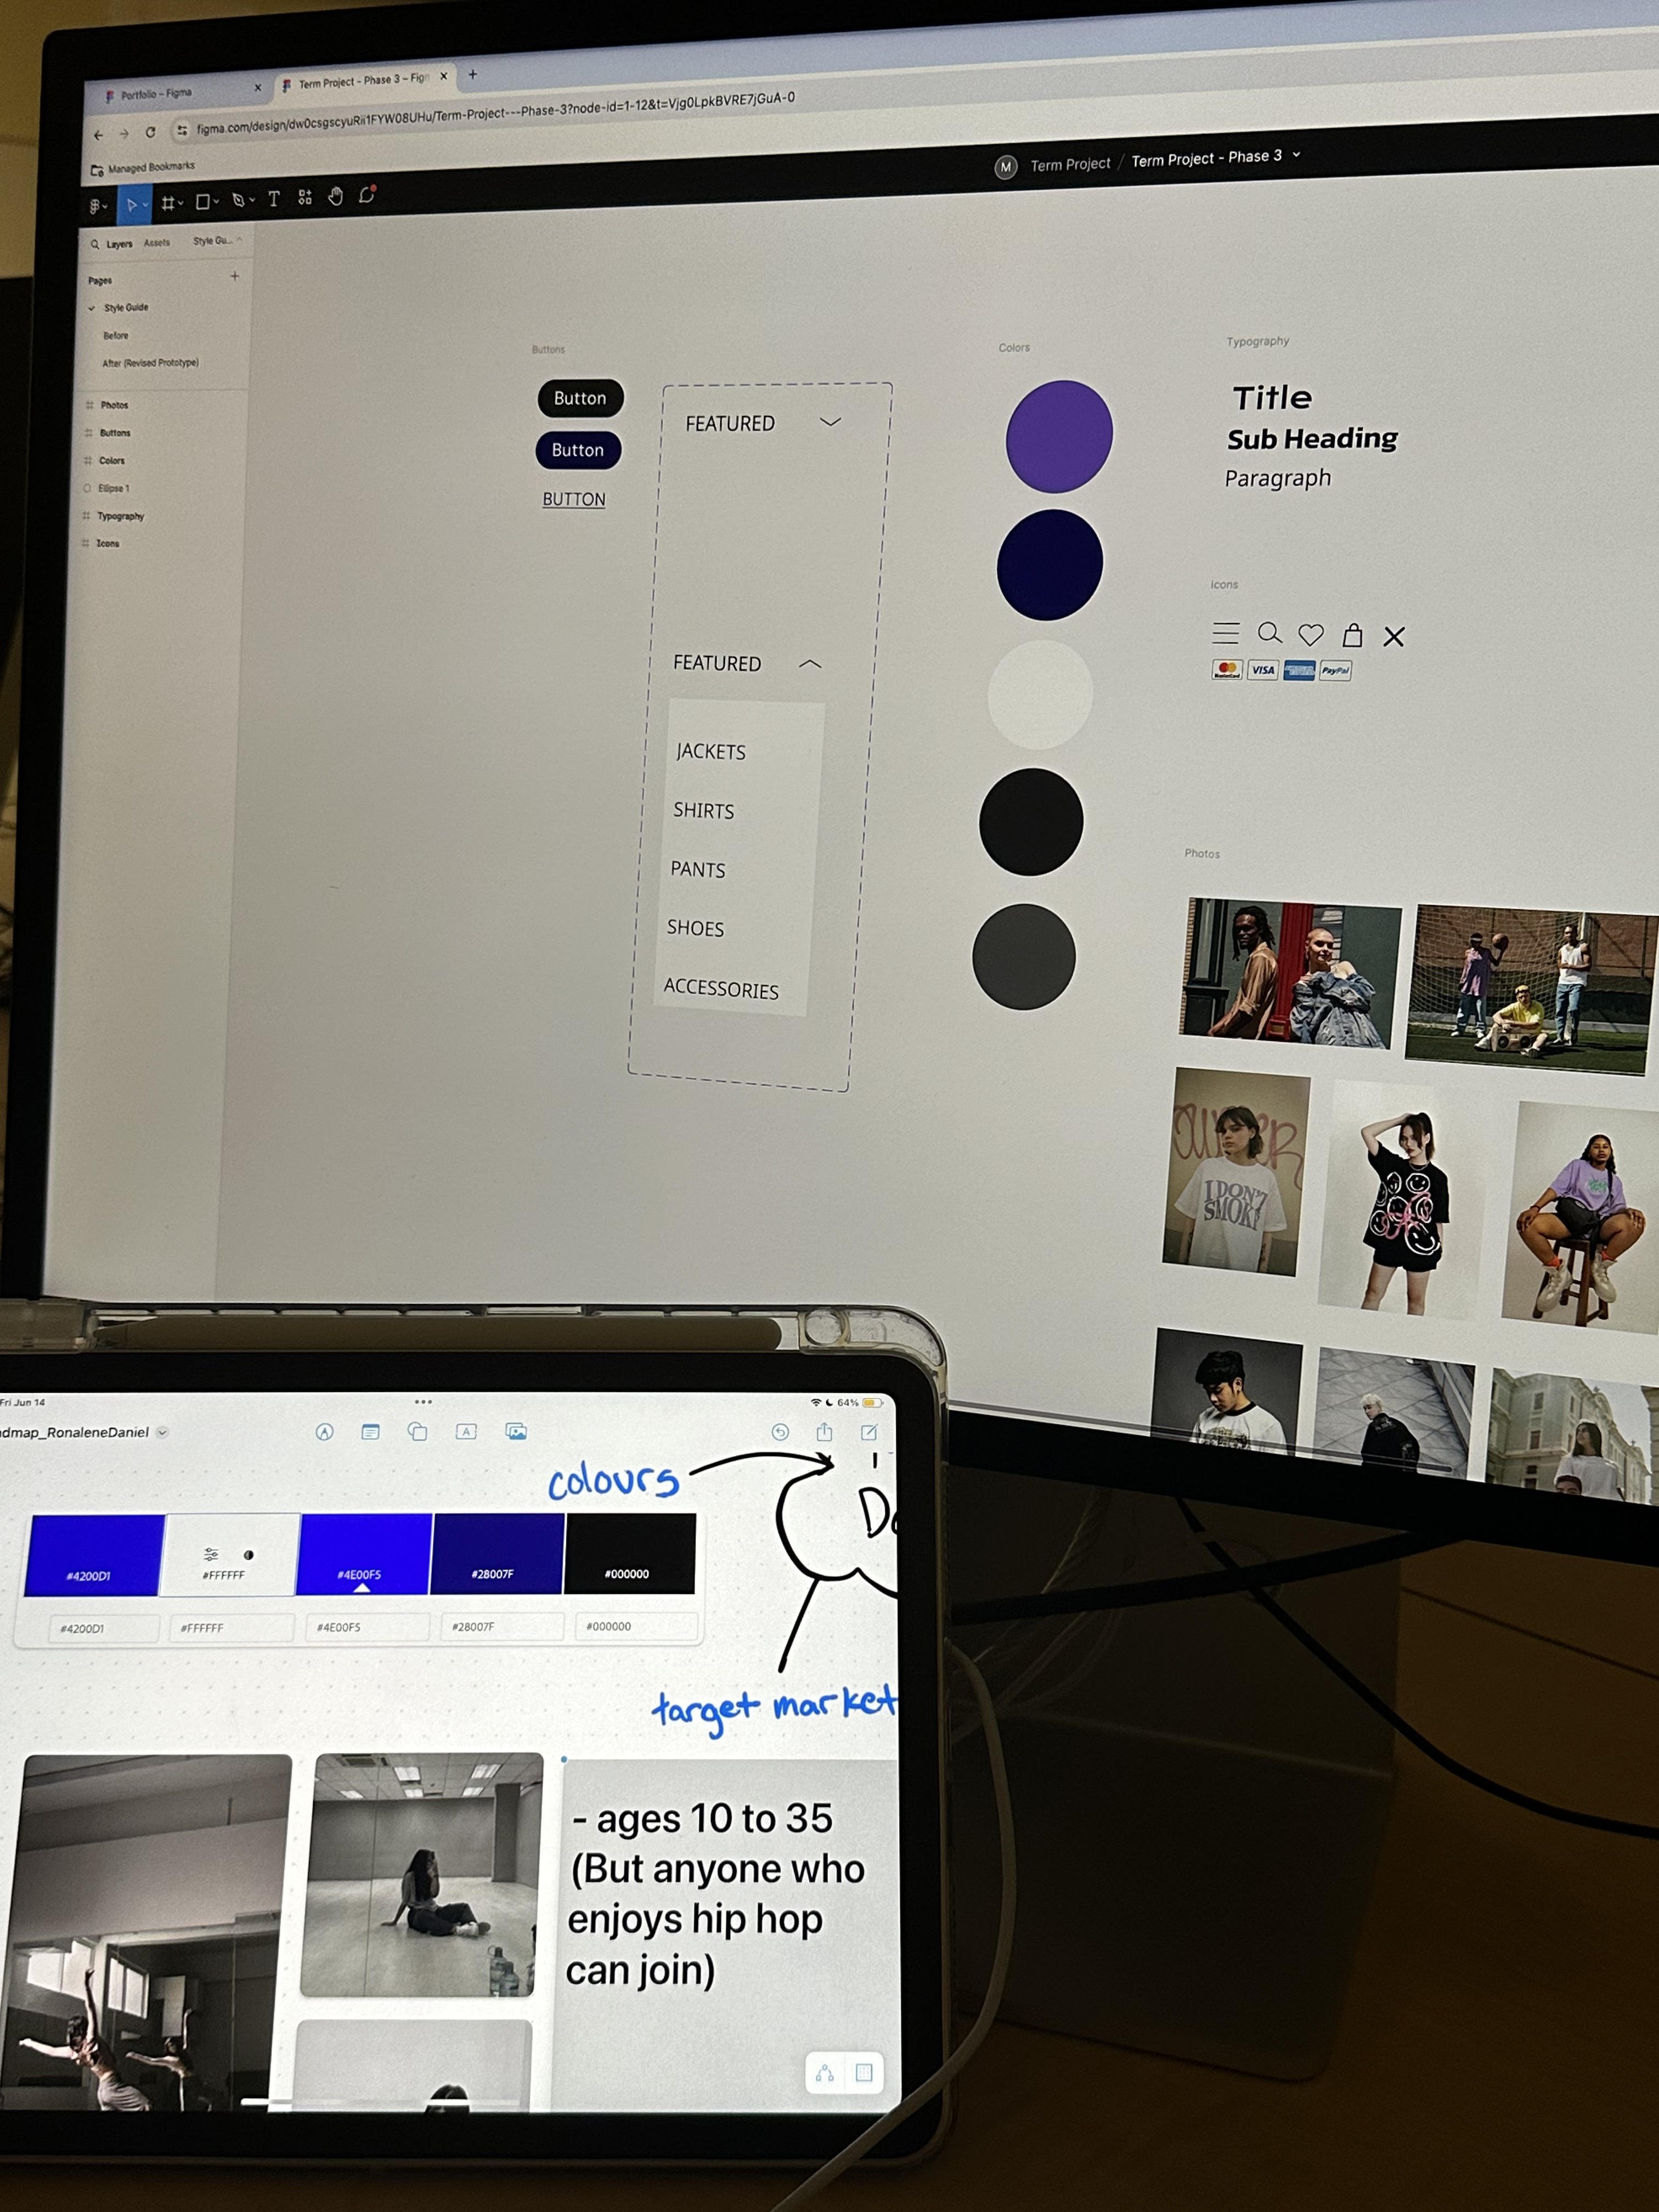 Portfolio – Figma
Term Project - Phase 3 – Fig
figma.com/design/dw0csgscyuRii1FYW08UHu/Term-Project---Phase-3?node-id=1-12&t=Vjg0LpkBVRE7jGuA-0
Managed Bookmarks
M Term Project / Term Project - Phase 3
Layers Assets Style Gu...
Pages
Style Guide
Before
After (Revised Prototype)
Photos
Buttons
Colors
Ellipse 1
Typography
Icons
Buttons
Button
Button
BUTTON
FEATURED
FEATURED
JACKETS
SHIRTS
PANTS
SHOES
ACCESSORIES
Colors
Typography
Title
Sub Heading
Paragraph
Icons
MasterCard VISA PayPal
Photos
I DON'T
SMOKE
Fri Jun 14
64%
dmap_RonaleneDaniel
colours
#4200D1 #FFFFFF #4E00F5 #28007F #000000
#4200D1 #FFFFFF #4E00F5 #28007F #000000
target market
- ages 10 to 35
(But anyone who
enjoys hip hop
can join)